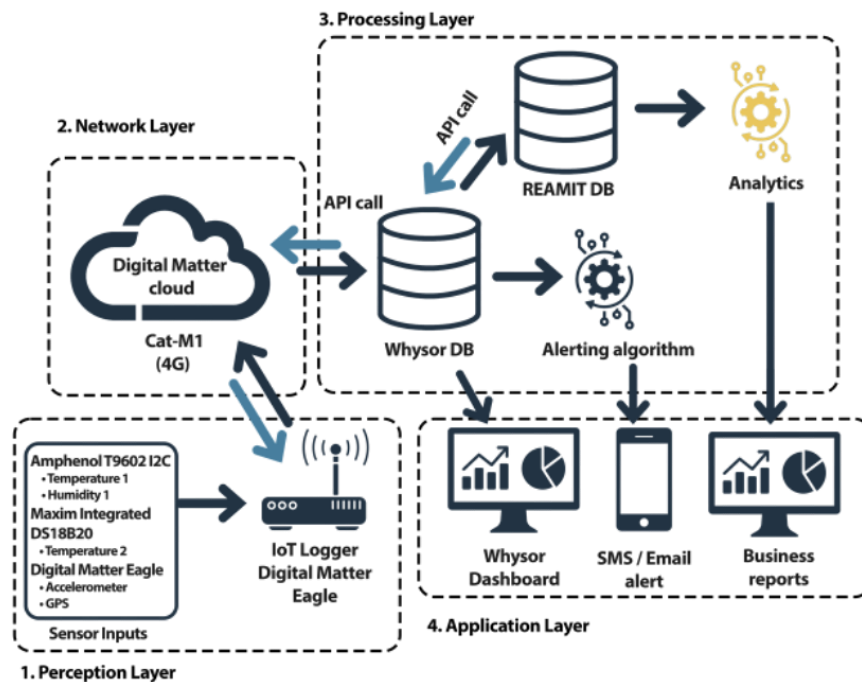 3. Processing Layer
API call
REAMIT DB
Analytics
2. Network Layer
API call
Digital Matter
cloud
Cat-M1
(4G)
Whysor DB
Alerting algorithm
Amphenol T9602 I2C
• Temperature 1
• Humidity 1
Maxim Integrated
DS18B20
• Temperature 2
Digital Matter Eagle
• Accelerometer
• GPS
Sensor Inputs
IoT Logger
Digital Matter
Eagle
1. Perception Layer
Whysor
Dashboard
SMS / Email
alert
Business
reports
4. Application Layer